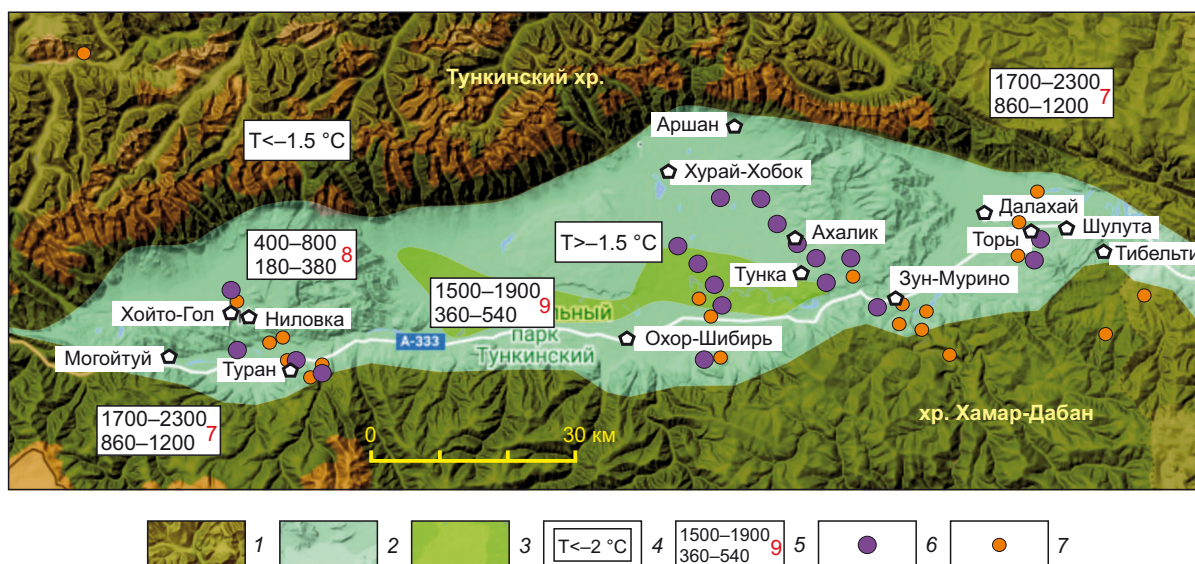 Тункинский хр.
1700–2300
860–1200 7
Аршан
T<–1.5 °C
Хурай-Хобок
Далахай
400–800
180–380 8
T>–1.5 °C
Ахалик
Торы
Шулута
Тибельти
Тунка
1500–1900
360–540 9
Зун-Мурино
Хойто-Гол
Ниловка
льный
парк
Тункинский
А-333
Охор-Шибирь
Могойтуй
Туран
1700–2300
860–1200 7
хр. Хамар-Дабан
0 30 км
1 2 3 T<–2 °C 4 1500–1900
360–540 9 5 6 7